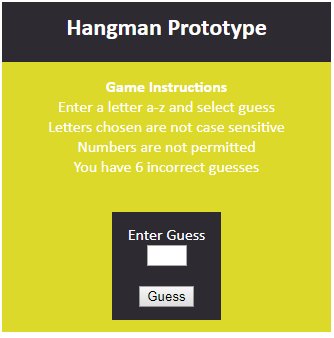 Hangman Prototype
Game Instructions
Enter a letter a-z and select guess
Letters chosen are not case sensitive
Numbers are not permitted
You have 6 incorrect guesses
Enter Guess
Guess